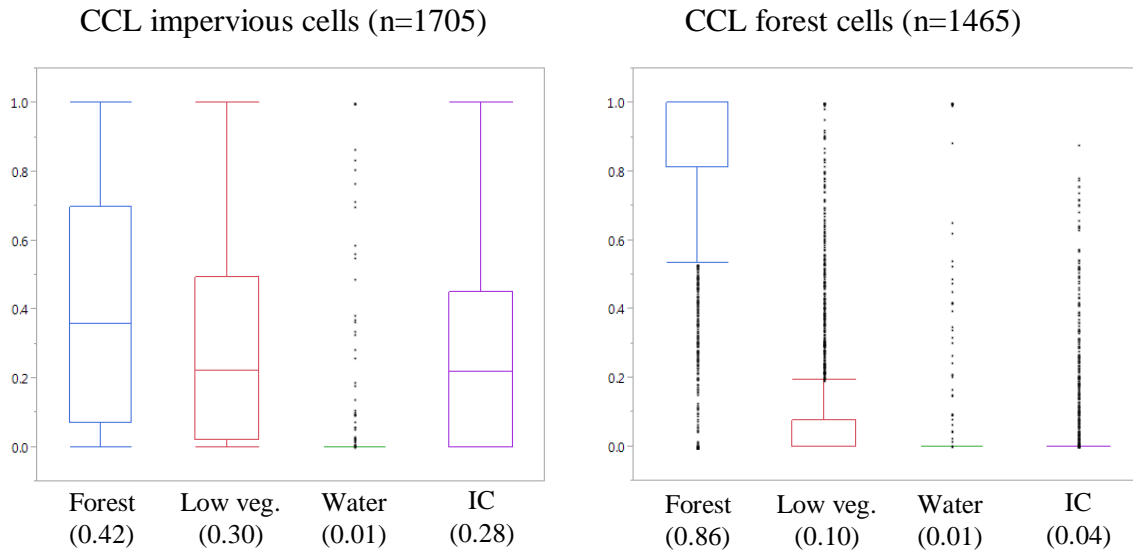 CCL impervious cells (n=1705)
CCL forest cells (n=1465)
1.0
0.8
0.6
0.4
0.2
0.0
1.0
0.8
0.6
0.4
0.2
0.0
Forest Low veg. Water IC
(0.42) (0.30) (0.01) (0.28)
Forest Low veg. Water IC
(0.86) (0.10) (0.01) (0.04)